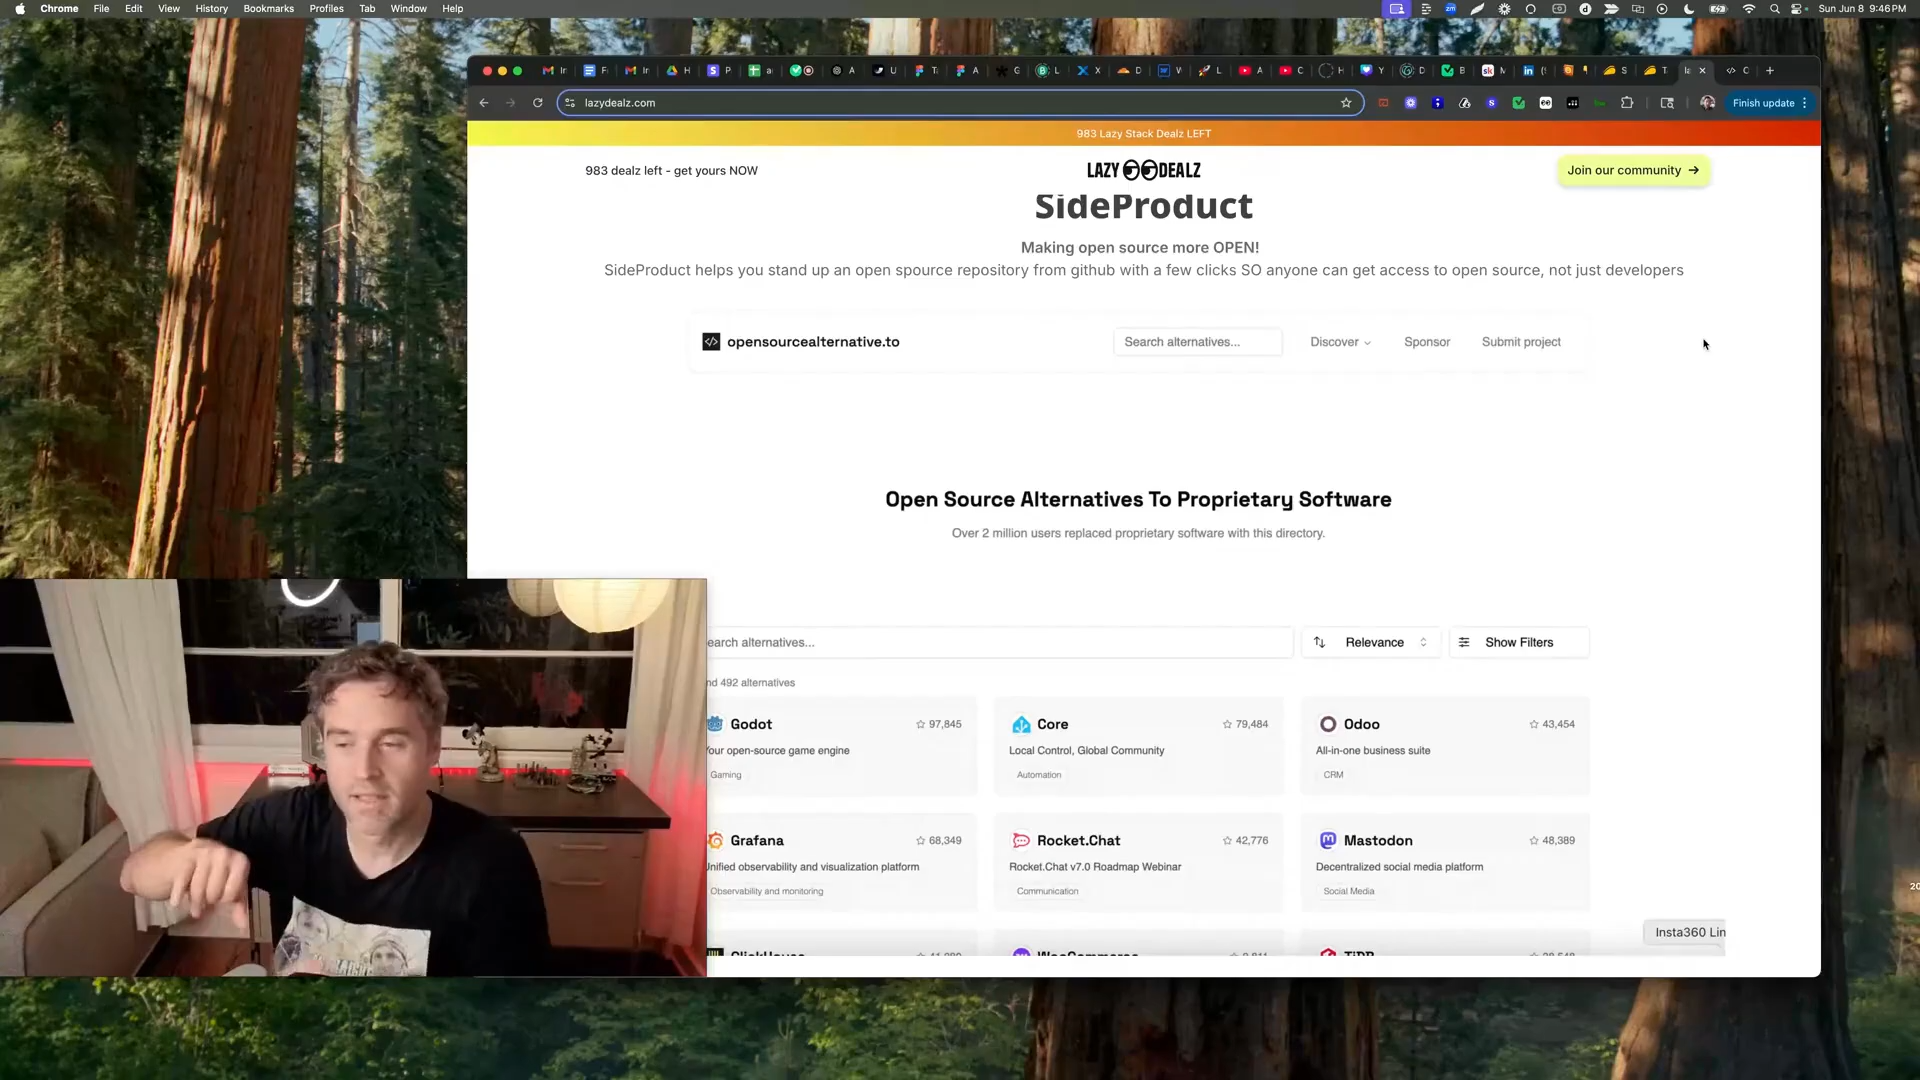 Chrome File Edit View History Bookmarks Profiles Tab Window Help
Sun Jun 8 9:46 PM
lazydealz.com
Finish update
983 Lazy Stack Dealz LEFT
983 dealz left - get yours NOW
LAZY DEALZ
Join our community →
SideProduct
Making open source more OPEN!
SideProduct helps you stand up an open spource repository from github with a few clicks SO anyone can get access to open source, not just developers
opensourcealternative.to
Search alternatives...
Discover
Sponsor
Submit project
Open Source Alternatives To Proprietary Software
Over 2 million users replaced proprietary software with this directory.
earch alternatives...
Relevance
Show Filters
nd 492 alternatives
Godot 97,845
Core 79,484
Odoo 43,454
Your open-source game engine
Local Control, Global Community
All-in-one business suite
Gaming
Automation
CRM
Grafana 68,349
Rocket.Chat 42,776
Mastodon 48,389
Unified observability and visualization platform
Rocket.Chat v7.0 Roadmap Webinar
Decentralized social media platform
Observability and monitoring
Communication
Social Media
Insta360 Lin
ClickHouse
WooCommerce
TiDB